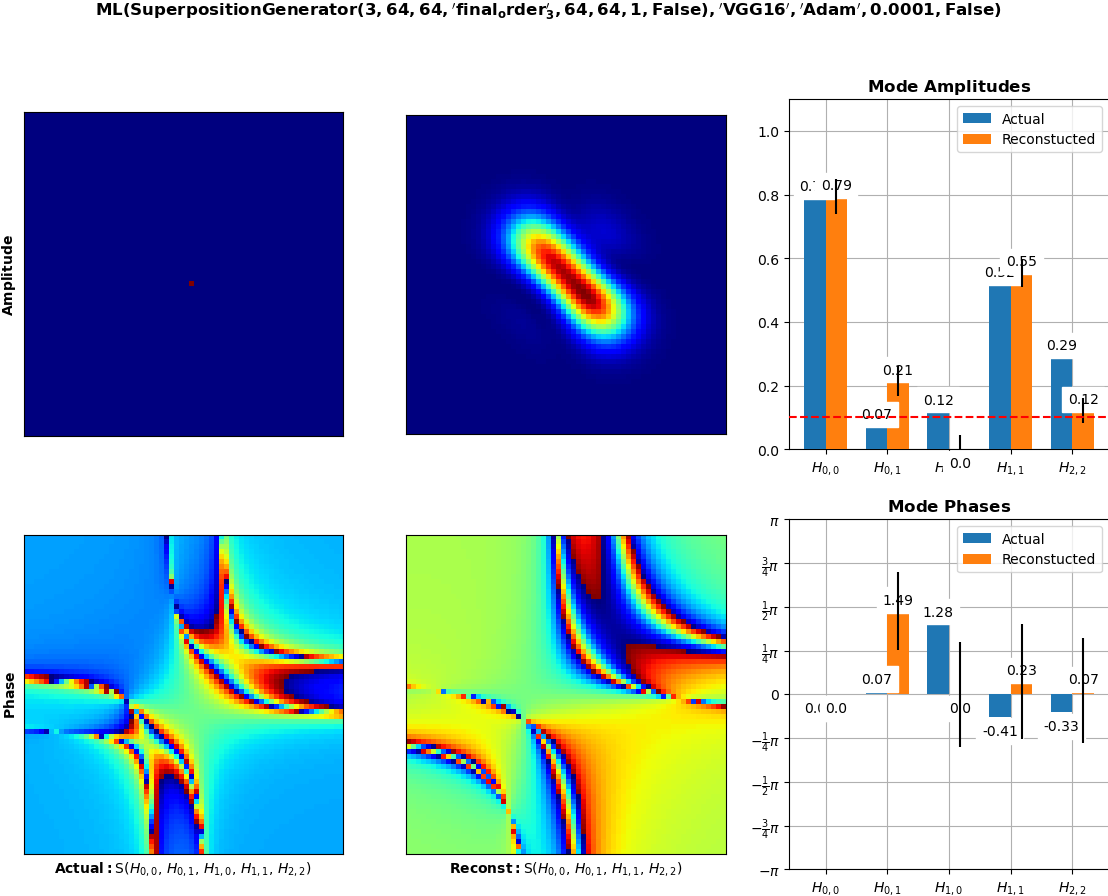 ML(SuperpositionGenerator(3, 64, 64, ′final_order′_3, 64, 64, 1, False), ′VGG16′, ′Adam′, 0.0001, False)
Amplitude
Mode Amplitudes
Actual
Reconstucted
1.0
0.8
0.6
0.4
0.2
0.0
0.79
0.07
0.21
0.12
0.0
0.55
0.29
0.12
H0,0
H0,1
H1,1
H2,2
Phase
Mode Phases
Actual
Reconstucted
π
3/4π
1/2π
1/4π
0
−1/4π
−1/2π
−3/4π
−π
0.0
0.07
1.49
1.28
-0.41
0.23
-0.33
0.07
H0,0
H0,1
H1,0
H1,1
H2,2
Actual: S(H0,0, H0,1, H1,0, H1,1, H2,2)
Reconst: S(H0,0, H0,1, H1,1, H2,2)